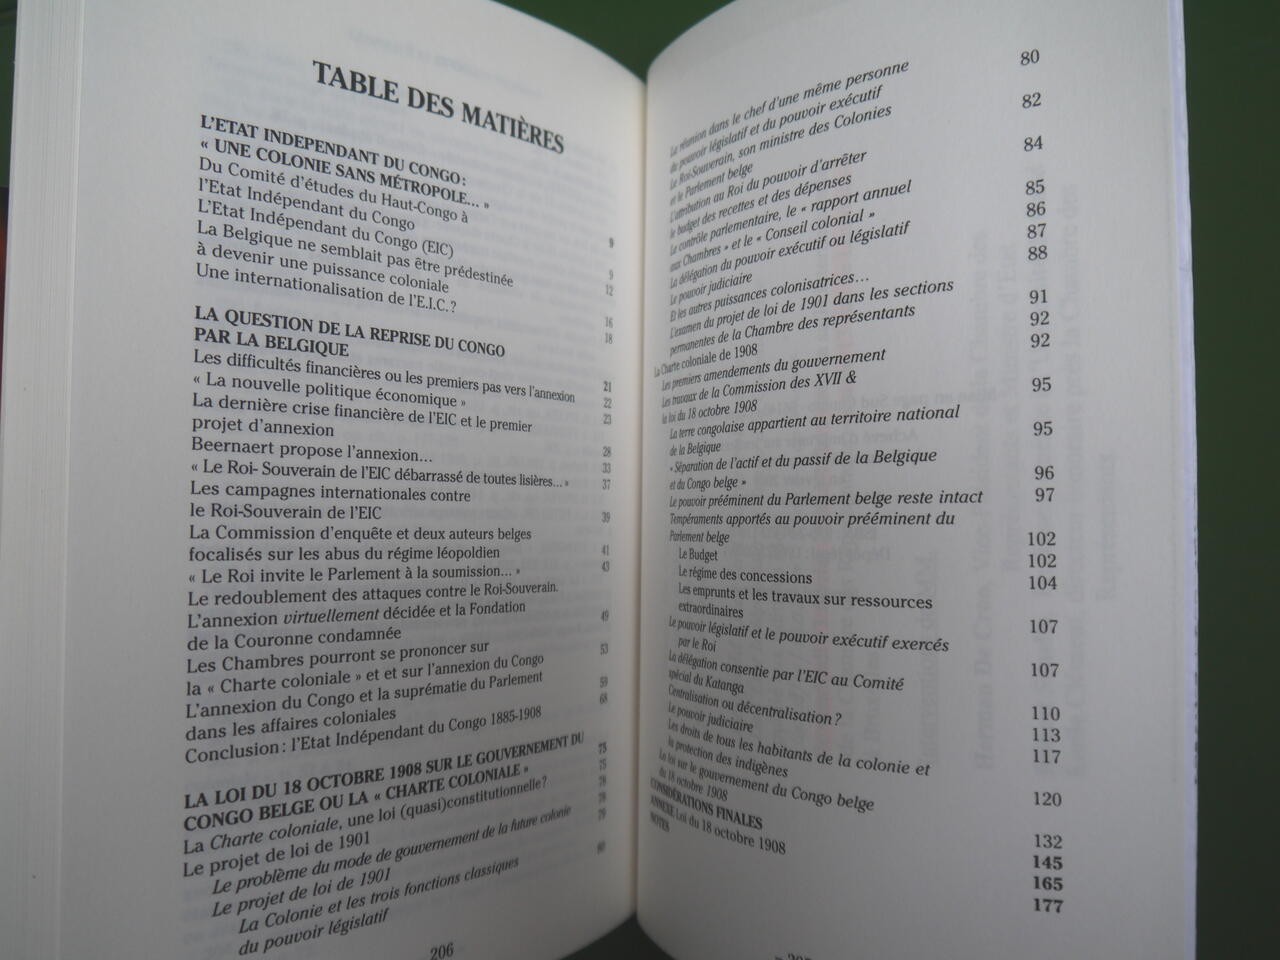 TABLE DES MATIÈRES
L'ETAT INDEPENDANT DU CONGO :
« UNE COLONIE SANS MÉTROPOLE... » 9
Du Comité d'études du Haut-Congo à
l'Etat Indépendant du Congo 9
L'Etat Indépendant du Congo (EIC) 12
La Belgique ne semblait pas être prédestinée
à devenir une puissance coloniale 16
Une internationalisation de l'E.I.C. ? 18
LA QUESTION DE LA REPRISE DU CONGO
PAR LA BELGIQUE 21
Les difficultés financières ou les premiers pas vers l'annexion 22
« La nouvelle politique économique » 23
La dernière crise financière de l'EIC et le premier
projet d'annexion 28
Beernaert propose l'annexion... 33
« Le Roi- Souverain de l'EIC débarrassé de toutes lisières... » 37
Les campagnes internationales contre
le Roi-Souverain de l'EIC 39
La Commission d'enquête et deux auteurs belges
focalisés sur les abus du régime léopoldien 41
« Le Roi invite le Parlement à la soumission... » 43
Le redoublement des attaques contre le Roi-Souverain.
L'annexion virtuellement décidée et la Fondation
de la Couronne condamnée 49
Les Chambres pourront se prononcer sur
la « Charte coloniale » et et sur l'annexion du Congo 53
L'annexion du Congo et la suprématie du Parlement
dans les affaires coloniales 59
Conclusion : l'Etat Indépendant du Congo 1885-1908 68
LA LOI DU 18 OCTOBRE 1908 SUR LE GOUVERNEMENT DU
CONGO BELGE OU LA « CHARTE COLONIALE » 75
La Charte coloniale, une loi (quasi)constitutionnelle ? 75
Le projet de loi de 1901 78
Le problème du mode de gouvernement de la future colonie 78
Le projet de loi de 1901 79
La Colonie et les trois fonctions classiques
du pouvoir législatif 80
206
La réunion dans le chef d'une même personne
du pouvoir législatif et du pouvoir exécutif 80
Le Roi-Souverain, son ministre des Colonies
et le Parlement belge 82
L'attribution au Roi du pouvoir d'arrêter
le budget des recettes et des dépenses 84
Le contrôle parlementaire, le « rapport annuel
aux Chambres » et le « Conseil colonial » 85
La délégation du pouvoir exécutif ou législatif 86
Le pouvoir judiciaire 87
Et les autres puissances colonisatrices... 88
L'examen du projet de loi de 1901 dans les sections
permanentes de la Chambre des représentants 91
La Charte coloniale de 1908 92
Les premiers amendements du gouvernement 92
Les travaux de la Commission des XVII &
la loi du 18 octobre 1908 95
La terre congolaise appartient au territoire national
de la Belgique 95
« Séparation de l'actif et du passif de la Belgique
et du Congo belge » 96
Le pouvoir prééminent du Parlement belge reste intact 97
Tempéraments apportés au pouvoir prééminent du
Parlement belge 102
Le Budget 102
Le régime des concessions 104
Les emprunts et les travaux sur ressources
extraordinaires 107
Le pouvoir législatif et le pouvoir exécutif exercés
par le Roi 107
La délégation consentie par l'EIC au Comité
spécial du Katanga 110
Centralisation ou décentralisation ? 113
Le pouvoir judiciaire 117
Les droits de tous les habitants de la colonie et
la protection des indigènes 120
La loi sur le gouvernement du Congo belge
du 18 octobre 1908 132
CONSIDÉRATIONS FINALES 145
ANNEXE Loi du 18 octobre 1908 165
NOTES 177